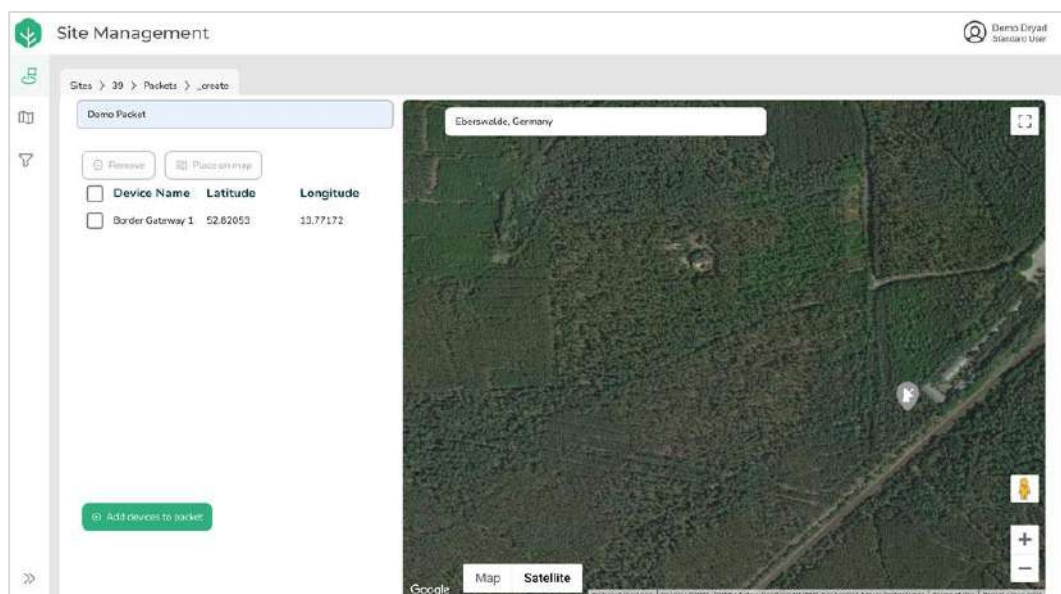 Site Management
Demo Dryad
Standard User
Sites > 39 > Packets > _create
Demo Packet
Eberswalde, Germany
Remove
Place on map
Device Name Latitude Longitude
Border Gateway 1 52.82053 13.77172
Add devices to packet
Map Satellite
Google